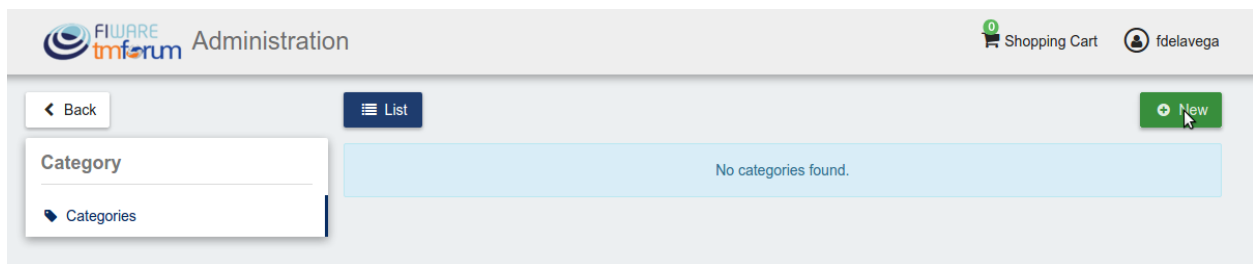 FIWARE
tmforum
Administration
0
Shopping Cart
fdelavega
Back
List
New
Category
No categories found.
Categories